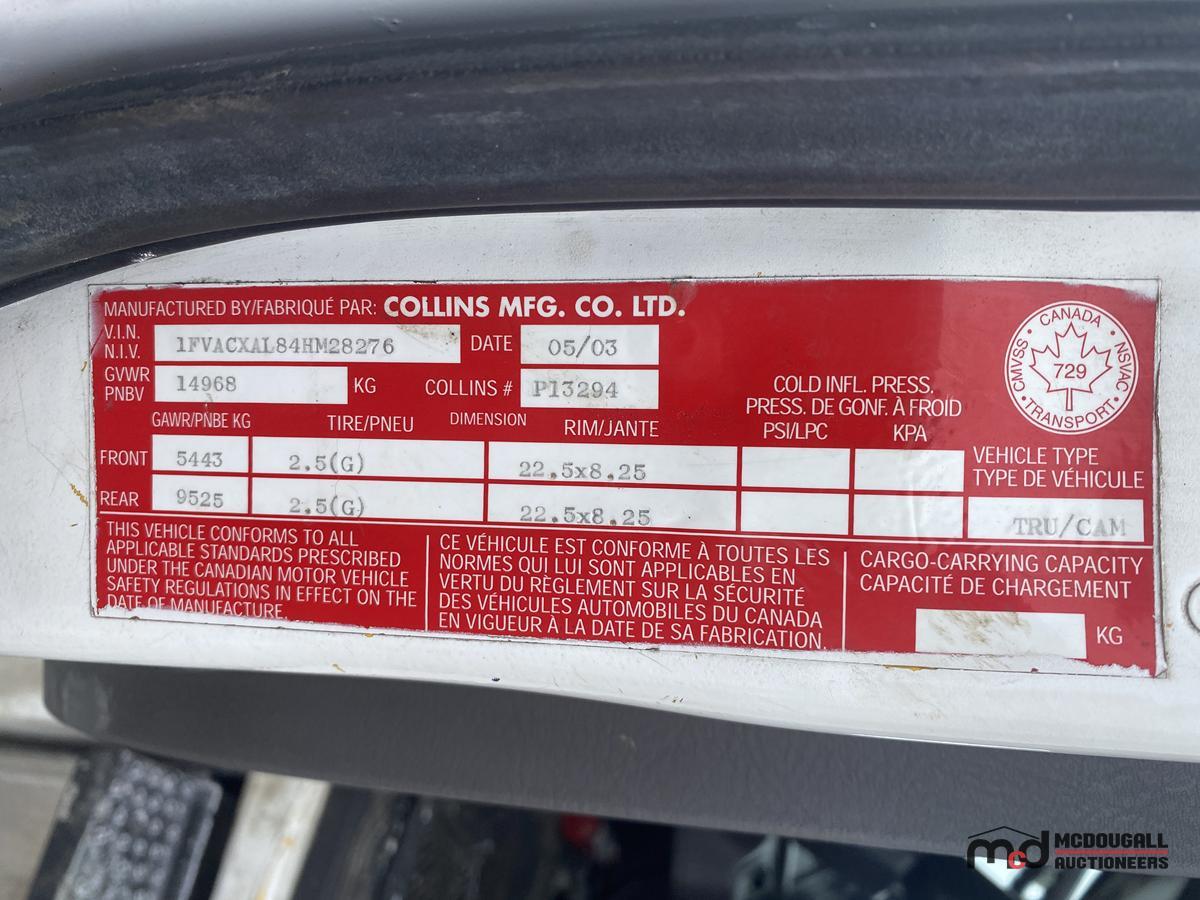 MANUFACTURED BY/FABRIQUÉ PAR: COLLINS MFG. CO. LTD.
V.I.N.
N.I.V.
1FVACXAL84HM28276
DATE
05/03
GVWR
PNBV
14968
KG
COLLINS #
P13294
COLD INFL. PRESS.
PRESS. DE GONF. À FROID
GAWR/PNBE KG
TIRE/PNEU
DIMENSION
RIM/JANTE
PSI/LPC
KPA
FRONT
5443
2.5(G)
22.5x8.25
VEHICLE TYPE
TYPE DE VÉHICULE
REAR
9525
2.5(G)
22.5x8.25
TRU/CAM
CANADA
CMVSS
729
NSVAC
TRANSPORT
THIS VEHICLE CONFORMS TO ALL
APPLICABLE STANDARDS PRESCRIBED
UNDER THE CANADIAN MOTOR VEHICLE
SAFETY REGULATIONS IN EFFECT ON THE
DATE OF MANUFACTURE.
CE VÉHICULE EST CONFORME À TOUTES LES
NORMES QUI LUI SONT APPLICABLES EN
VERTU DU RÈGLEMENT SUR LA SÉCURITÉ
DES VÉHICULES AUTOMOBILES DU CANADA
EN VIGUEUR À LA DATE DE SA FABRICATION.
CARGO-CARRYING CAPACITY
CAPACITÉ DE CHARGEMENT
KG
mcd MCDOUGALL
AUCTIONEERS